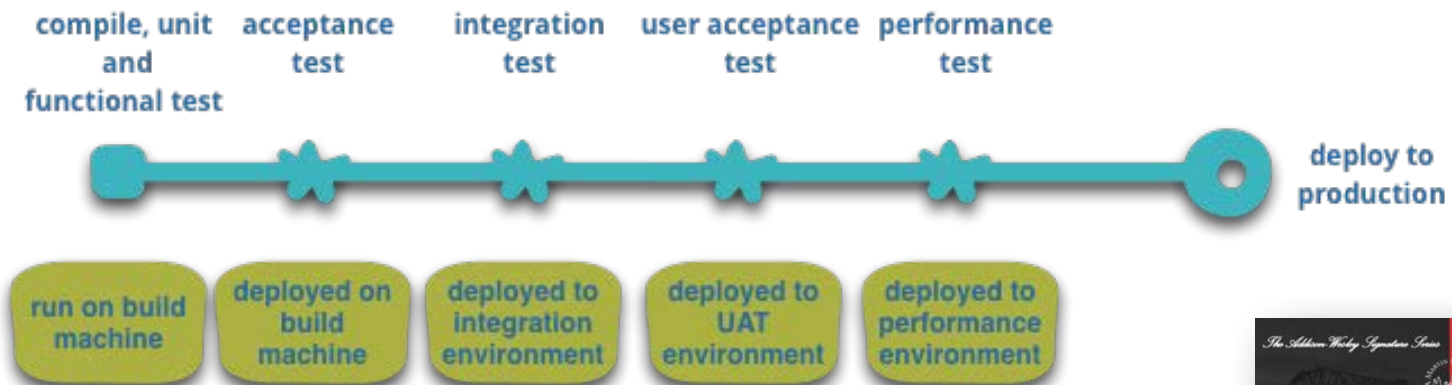 compile, unit
and
functional test
acceptance
test
integration
test
user acceptance
test
performance
test
deploy to
production
run on build
machine
deployed on
build
machine
deployed to
integration
environment
deployed to
UAT
environment
deployed to
performance
environment
The Addison-Wesley Signature Series